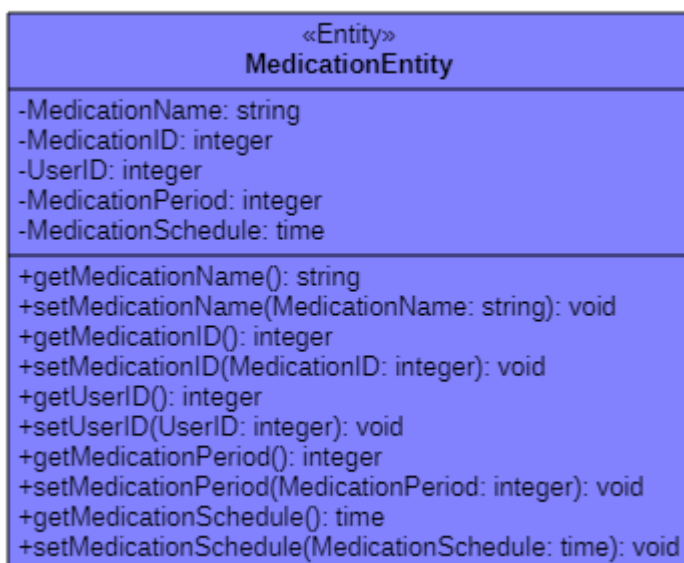 «Entity»
MedicationEntity
-MedicationName: string
-MedicationID: integer
-UserID: integer
-MedicationPeriod: integer
-MedicationSchedule: time
+getMedicationName(): string
+setMedicationName(MedicationName: string): void
+getMedicationID(): integer
+setMedicationID(MedicationID: integer): void
+getUserID(): integer
+setUserID(UserID: integer): void
+getMedicationPeriod(): integer
+setMedicationPeriod(MedicationPeriod: integer): void
+getMedicationSchedule(): time
+setMedicationSchedule(MedicationSchedule: time): void